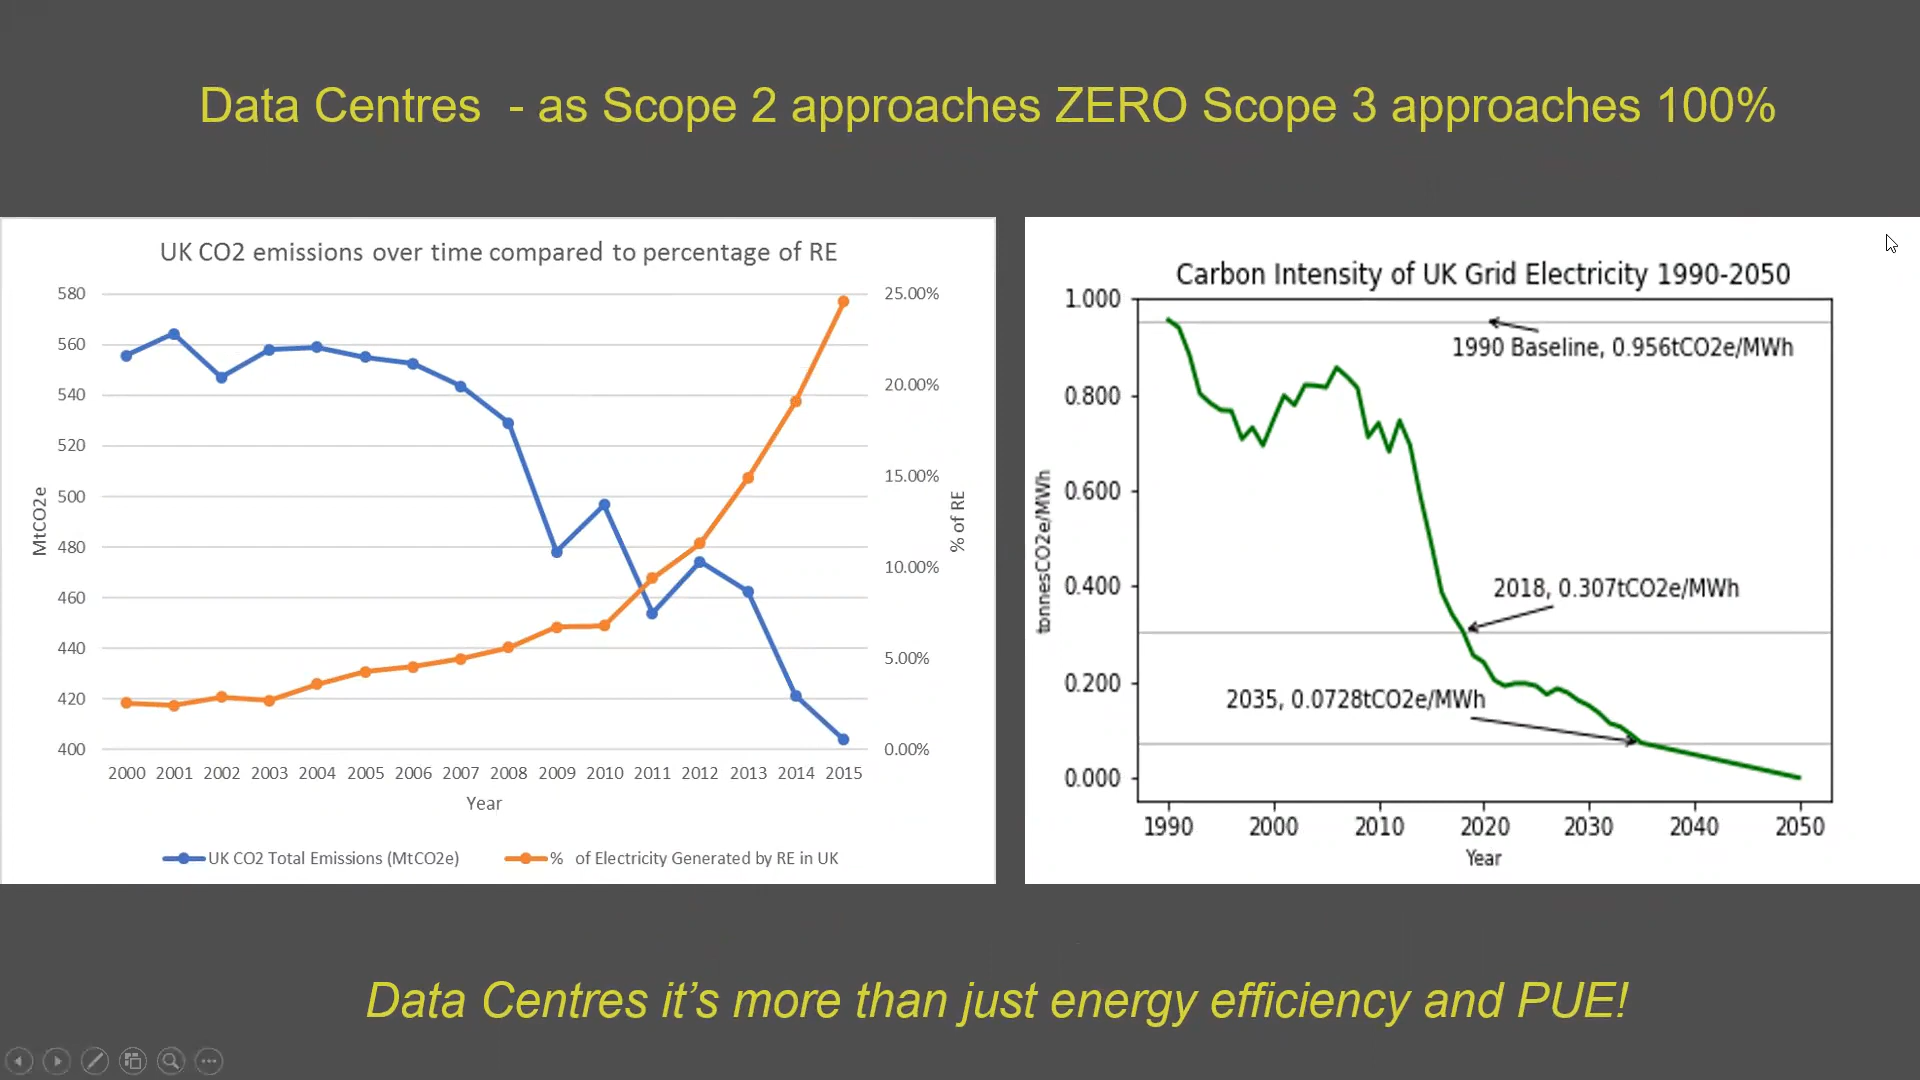 Data Centres  - as Scope 2 approaches ZERO Scope 3 approaches 100%
UK CO2 emissions over time compared to percentage of RE
580
560
540
520
500
480
460
440
420
400
MtCO2e
25.00%
20.00%
15.00%
10.00%
5.00%
0.00%
% of RE
2000 2001 2002 2003 2004 2005 2006 2007 2008 2009 2010 2011 2012 2013 2014 2015
Year
UK CO2 Total Emissions (MtCO2e)
% of Electricity Generated by RE in UK
Carbon Intensity of UK Grid Electricity 1990-2050
1.000
0.800
0.600
0.400
0.200
0.000
tonnesCO2e/MWh
1990 Baseline, 0.956tCO2e/MWh
2018, 0.307tCO2e/MWh
2035, 0.0728tCO2e/MWh
1990 2000 2010 2020 2030 2040 2050
Year
Data Centres it’s more than just energy efficiency and PUE!